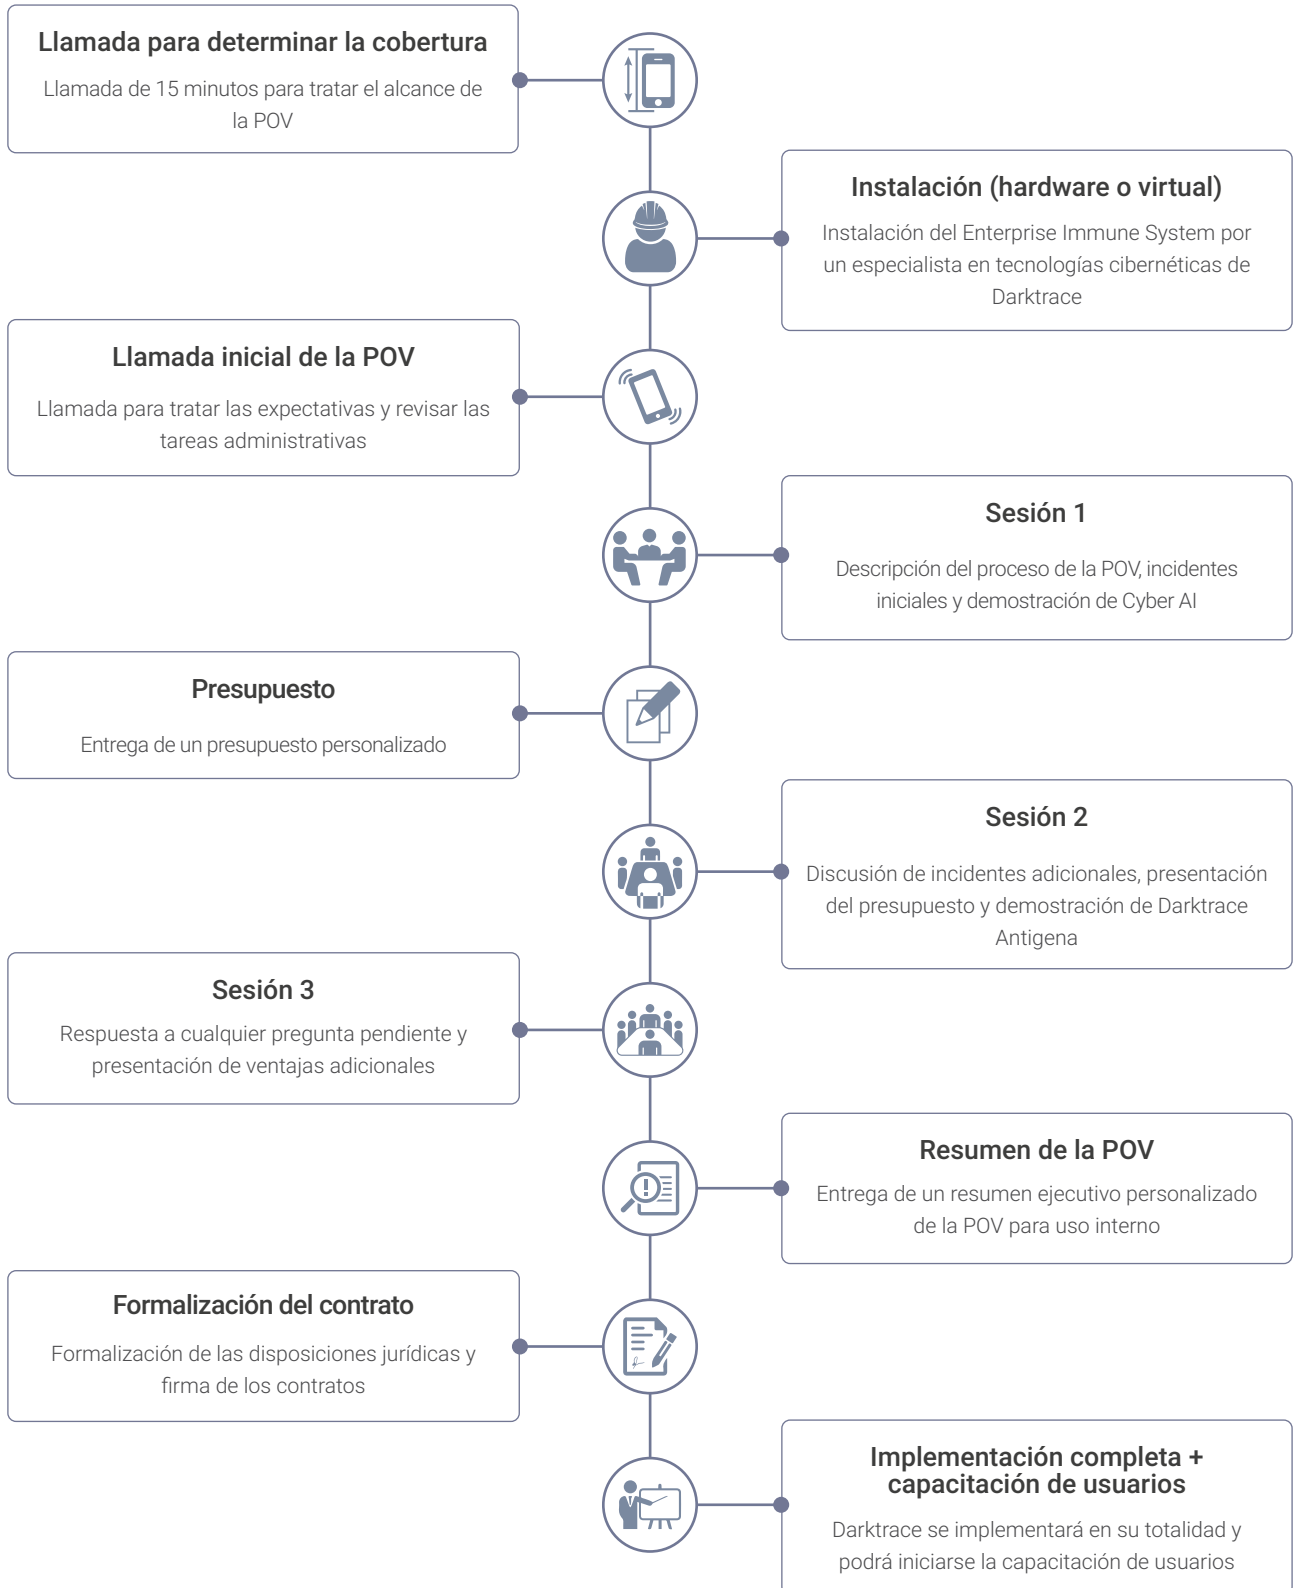 Llamada para determinar la cobertura
Llamada de 15 minutos para tratar el alcance de
la POV
Instalación (hardware o virtual)
Instalación del Enterprise Immune System por
un especialista en tecnologías cibernéticas de
Darktrace
Llamada inicial de la POV
Llamada para tratar las expectativas y revisar las
tareas administrativas
Sesión 1
Descripción del proceso de la POV, incidentes
iniciales y demostración de Cyber AI
Presupuesto
Entrega de un presupuesto personalizado
Sesión 2
Discusión de incidentes adicionales, presentación
del presupuesto y demostración de Darktrace
Antigena
Sesión 3
Respuesta a cualquier pregunta pendiente y
presentación de ventajas adicionales
Resumen de la POV
Entrega de un resumen ejecutivo personalizado
de la POV para uso interno
Formalización del contrato
Formalización de las disposiciones jurídicas y
firma de los contratos
Implementación completa +
capacitación de usuarios
Darktrace se implementará en su totalidad y
podrá iniciarse la capacitación de usuarios